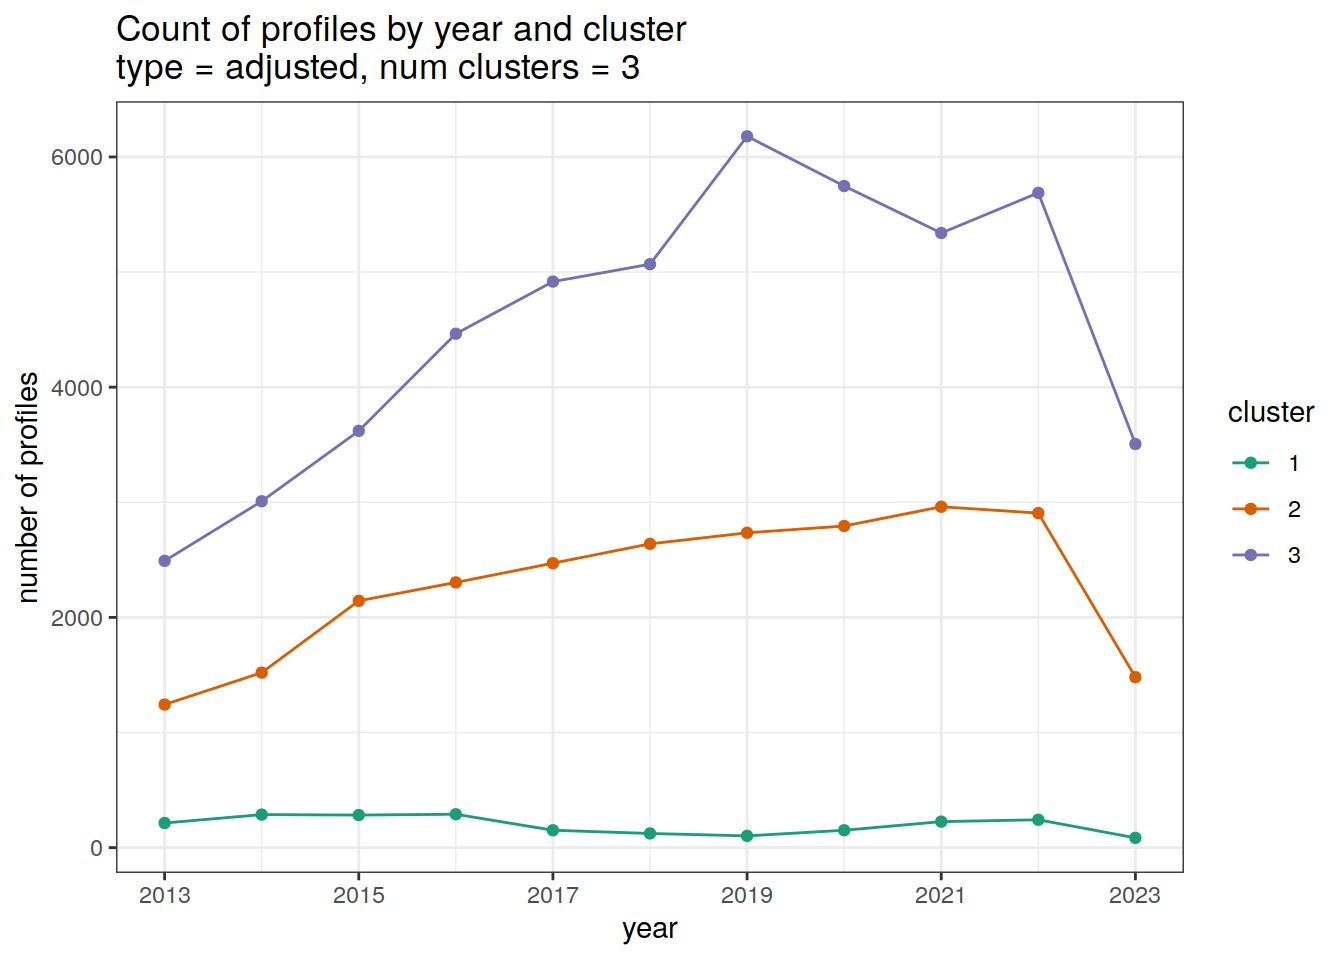 Count of profiles by year and cluster
type = adjusted, num clusters = 3
number of profiles
6000
4000
2000
0
2013 2015 2017 2019 2021 2023
year
cluster
1
2
3